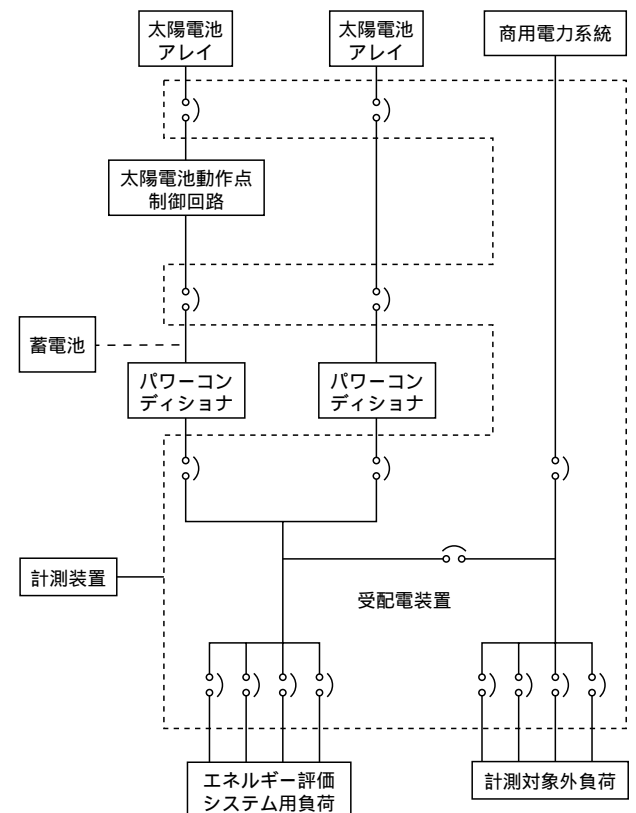 太陽電池
アレイ
太陽電池
アレイ
商用電力系統
太陽電池動作点
制御回路
蓄電池
パワーコン
ディショナ
パワーコン
ディショナ
計測装置
受配電装置
エネルギー評価
システム用負荷
計測対象外負荷